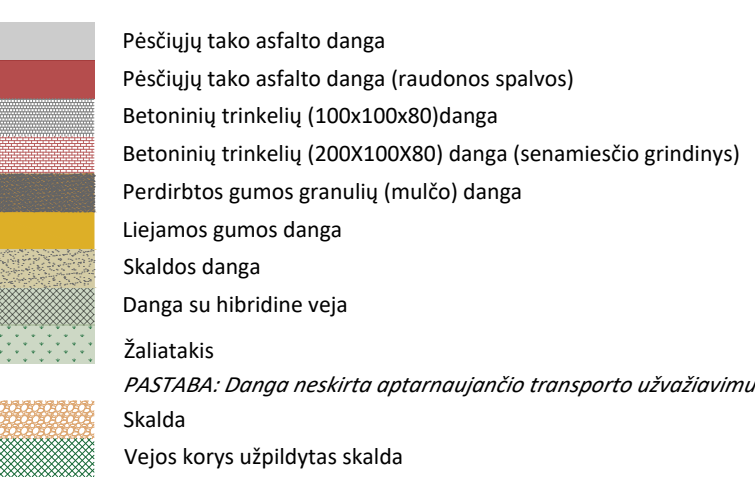 Pėsčiųjų tako asfalto danga
Pėsčiųjų tako asfalto danga (raudonos spalvos)
Betoninių trinkelių (100x100x80)danga
Betoninių trinkelių (200X100X80) danga (senamiesčio grindinys)
Perdirbtos gumos granulių (mulčo) danga
Liejamos gumos danga
Skaldos danga
Danga su hibridine veja
Žaliatakis
PASTABA: Danga neskirta aptarnaujančio transporto užvažiavimu
Skalda
Vejos korys užpildytas skalda